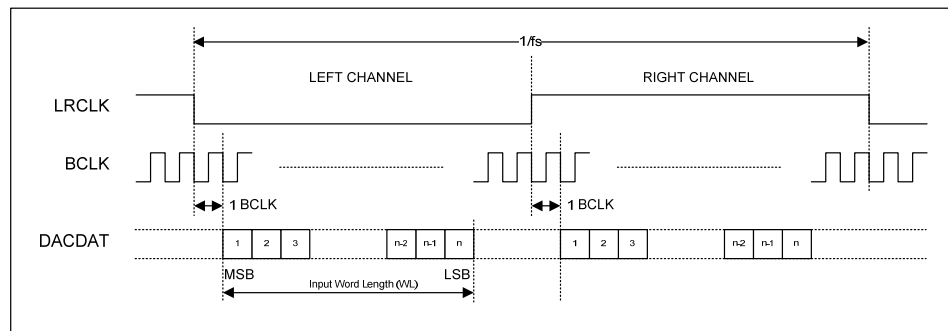 1/fs
LEFT CHANNEL RIGHT CHANNEL
LRCLK
BCLK
1 BCLK 1 BCLK
DACDAT
1 2 3 n-2 n-1 n 1 2 3 n-2 n-1 n
MSB LSB
Input Word Length (WL)